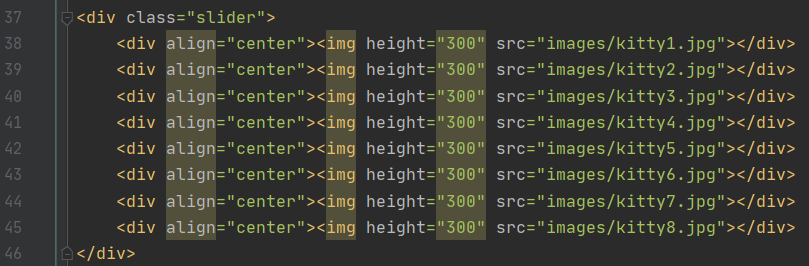 37 <div class="slider">
38 <div align="center"><img height="300" src="images/kitty1.jpg"></div>
39 <div align="center"><img height="300" src="images/kitty2.jpg"></div>
40 <div align="center"><img height="300" src="images/kitty3.jpg"></div>
41 <div align="center"><img height="300" src="images/kitty4.jpg"></div>
42 <div align="center"><img height="300" src="images/kitty5.jpg"></div>
43 <div align="center"><img height="300" src="images/kitty6.jpg"></div>
44 <div align="center"><img height="300" src="images/kitty7.jpg"></div>
45 <div align="center"><img height="300" src="images/kitty8.jpg"></div>
46 </div>